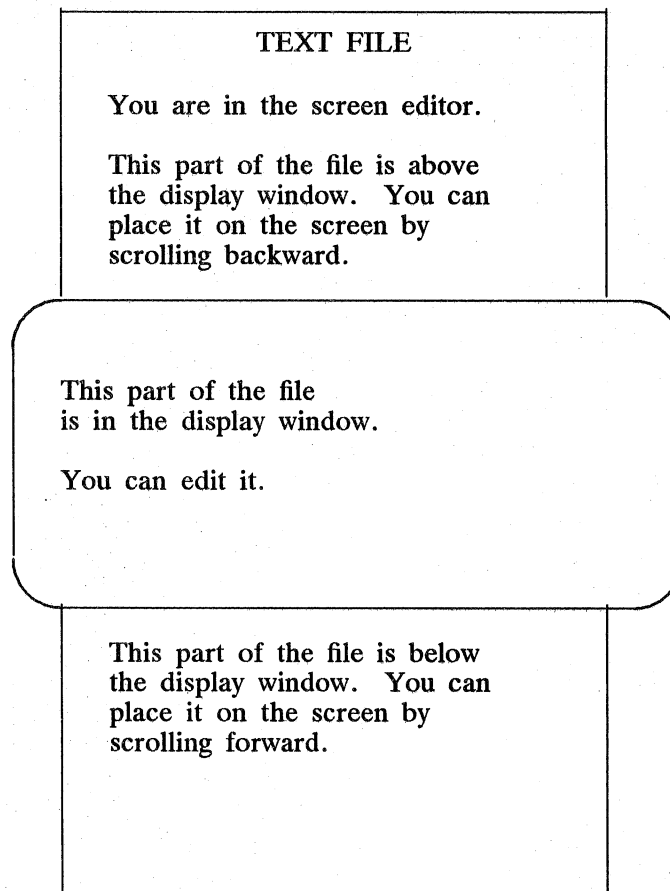 TEXT FILE
You are in the screen editor.
This part of the file is above
the display window. You can
place it on the screen by
scrolling backward.
This part of the file
is in the display window.
You can edit it.
This part of the file is below
the display window. You can
place it on the screen by
scrolling forward.